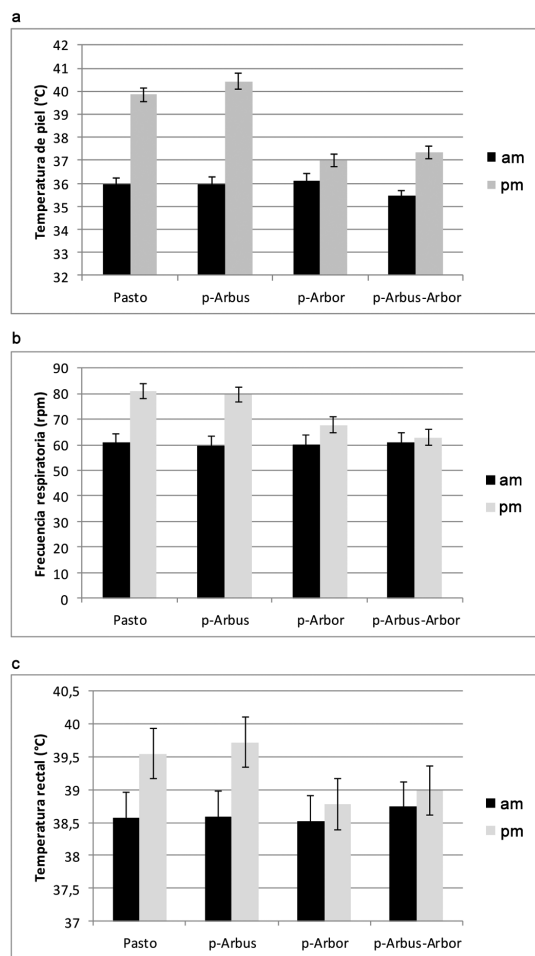 a
Temperatura de piel (°C)
42
41
40
39
38
37
36
35
34
33
32
Pasto p-Arbus p-Arbor p-Arbus-Arbor
am
pm
b
Frecuencia respiratoria (rpm)
90
80
70
60
50
40
30
20
10
0
Pasto p-Arbus p-Arbor p-Arbus-Arbor
am
pm
c
Temperatura rectal (°C)
40,5
40
39,5
39
38,5
38
37,5
37
Pasto p-Arbus p-Arbor p-Arbus-Arbor
am
pm